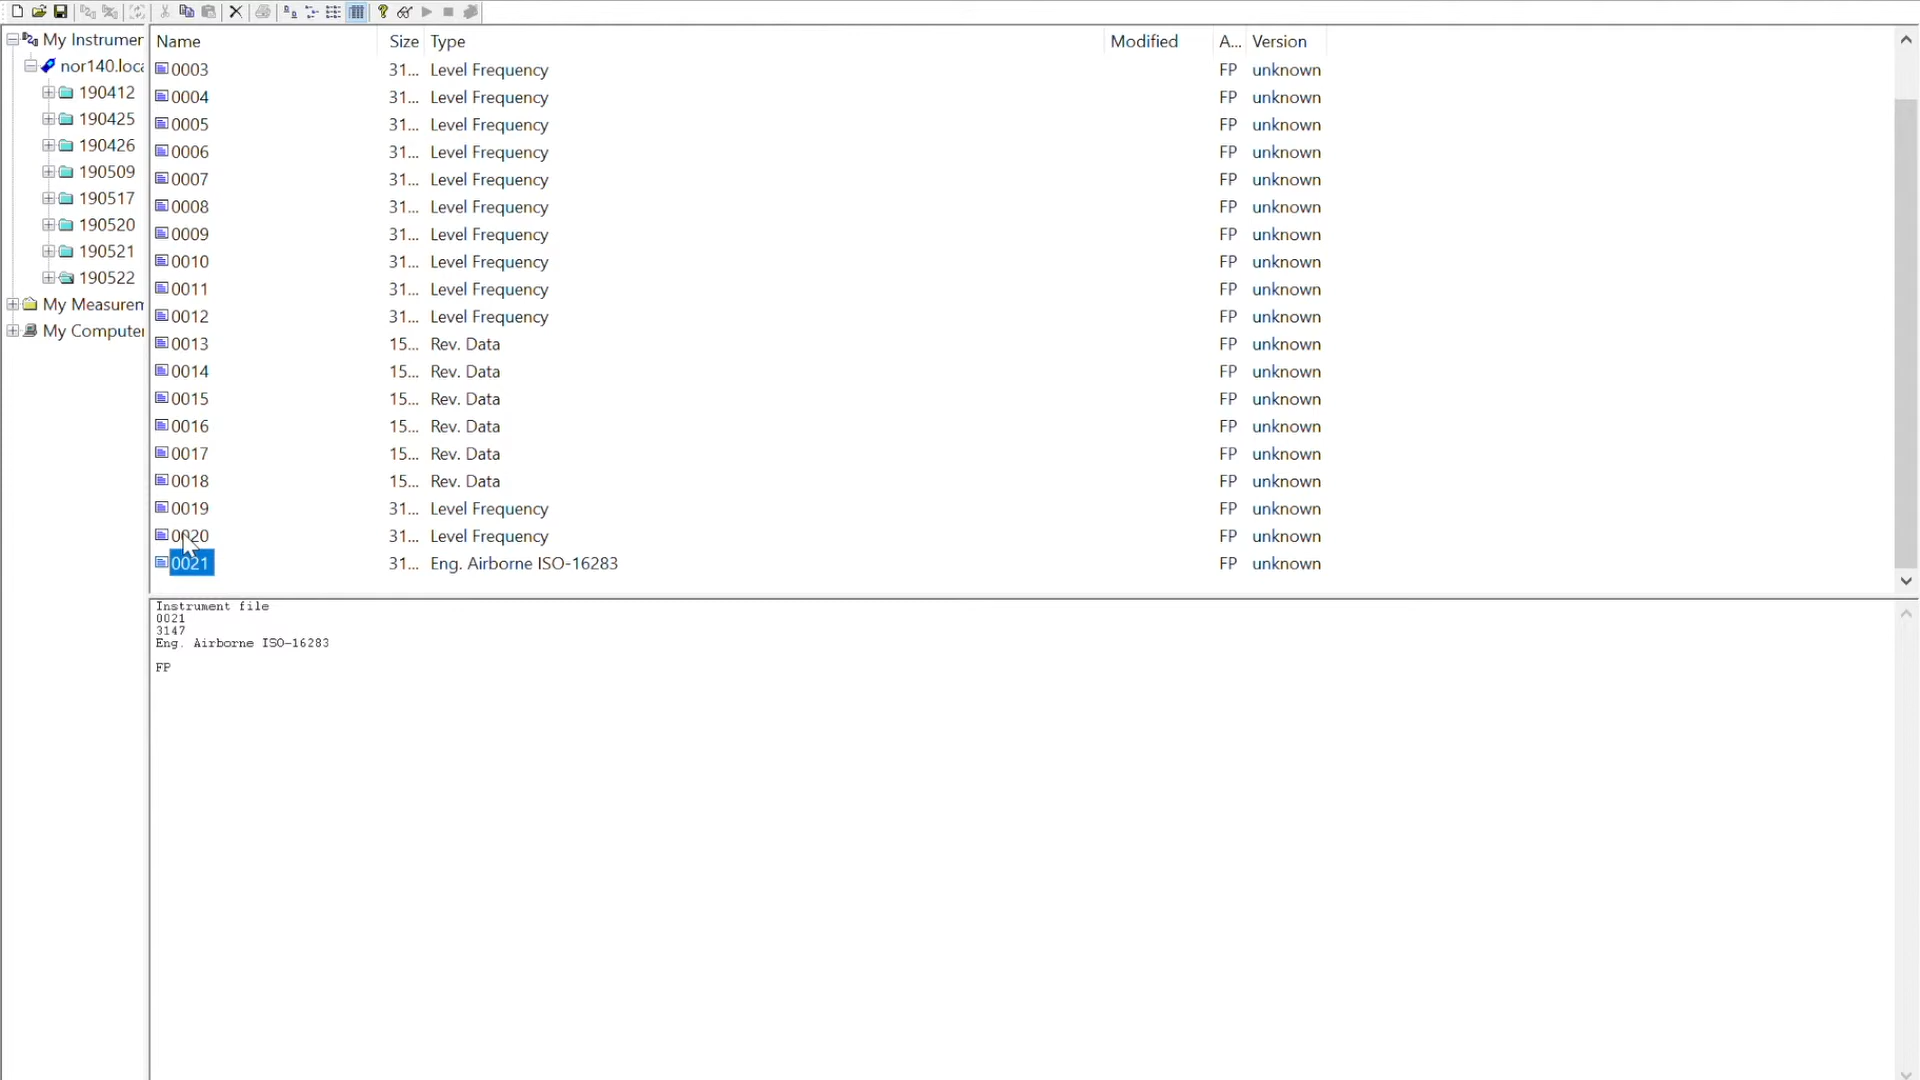 My Instrumen
nor140.loca
190412
190425
190426
190509
190517
190520
190521
190522
My Measurem
My Computer
Name Size Type Modified A... Version
0003 31... Level Frequency FP unknown
0004 31... Level Frequency FP unknown
0005 31... Level Frequency FP unknown
0006 31... Level Frequency FP unknown
0007 31... Level Frequency FP unknown
0008 31... Level Frequency FP unknown
0009 31... Level Frequency FP unknown
0010 31... Level Frequency FP unknown
0011 31... Level Frequency FP unknown
0012 31... Level Frequency FP unknown
0013 15... Rev. Data FP unknown
0014 15... Rev. Data FP unknown
0015 15... Rev. Data FP unknown
0016 15... Rev. Data FP unknown
0017 15... Rev. Data FP unknown
0018 15... Rev. Data FP unknown
0019 31... Level Frequency FP unknown
0020 31... Level Frequency FP unknown
0021 31... Eng. Airborne ISO-16283 FP unknown
Instrument file
0021
3147
Eng. Airborne ISO-16283
FP